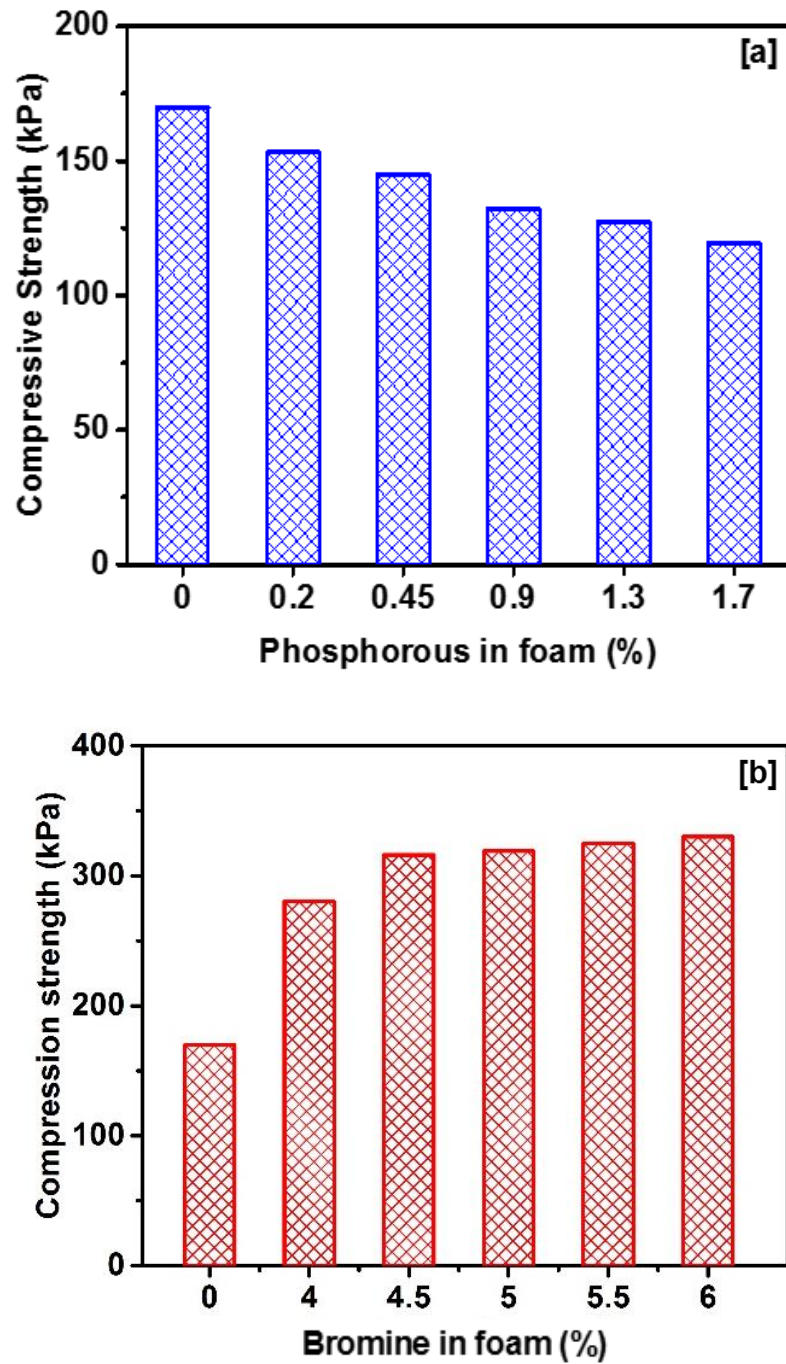 [a]
Compressive Strength (kPa)
200
150
100
50
0
0 0.2 0.45 0.9 1.3 1.7
Phosphorous in foam (%)
[b]
Compression strength (kPa)
400
300
200
100
0
0 4 4.5 5 5.5 6
Bromine in foam (%)